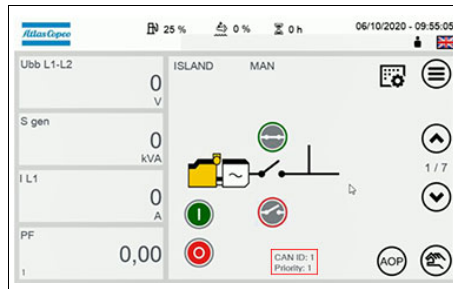 Atlas Copco
25 %
0 %
0 h
06/10/2020 - 09:55:05
Ubb L1-L2
0
V
ISLAND
MAN
S gen
0
kVA
1 / 7
I L1
0
A
PF
0,00
1
CAN ID: 1
Priority: 1
AOP